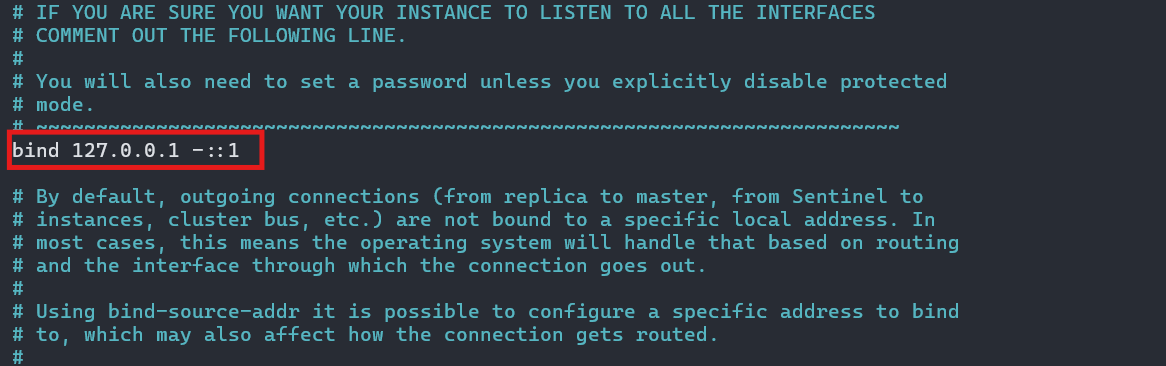 # IF YOU ARE SURE YOU WANT YOUR INSTANCE TO LISTEN TO ALL THE INTERFACES
# COMMENT OUT THE FOLLOWING LINE.
#
# You will also need to set a password unless you explicitly disable protected
# mode.
# ~~~~~~~~~~~~~~~~~~~~~~~~~~~~~~~~~~~~~~~~~~~~~~~~~~~~~~~~~~~~~~~~~~~~~~~~
bind 127.0.0.1 -::1

# By default, outgoing connections (from replica to master, from Sentinel to
# instances, cluster bus, etc.) are not bound to a specific local address. In
# most cases, this means the operating system will handle that based on routing
# and the interface through which the connection goes out.
#
# Using bind-source-addr it is possible to configure a specific address to bind
# to, which may also affect how the connection gets routed.
#